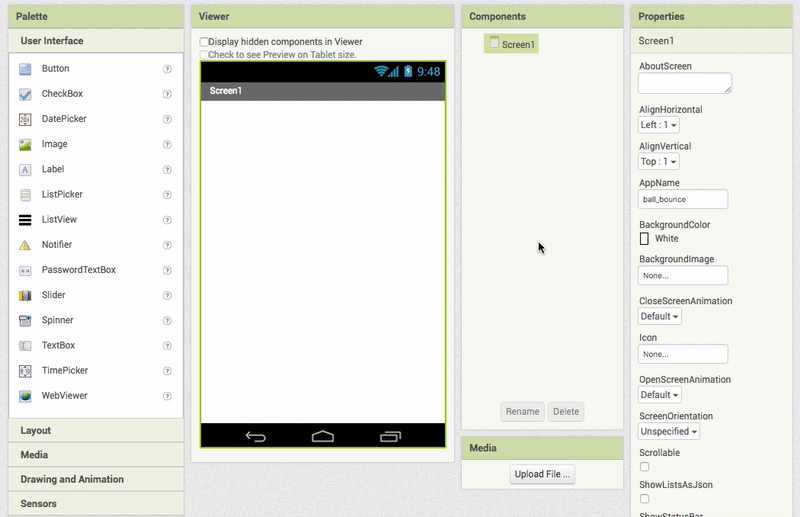 Palette
User Interface
Button ?
CheckBox ?
DatePicker ?
Image ?
Label ?
ListPicker ?
ListView ?
Notifier ?
PasswordTextBox ?
Slider ?
Spinner ?
TextBox ?
TimePicker ?
WebViewer ?
Layout
Media
Drawing and Animation
Sensors
Viewer
Display hidden components in Viewer
Check to see Preview on Tablet size.
9:48
Screen1
Components
Screen1
Rename Delete
Media
Upload File ...
Properties
Screen1
AboutScreen
AlignHorizontal
Left : 1
AlignVertical
Top : 1
AppName
ball_bounce
BackgroundColor
White
BackgroundImage
None...
CloseScreenAnimation
Default
Icon
None...
OpenScreenAnimation
Default
ScreenOrientation
Unspecified
Scrollable
ShowListsAsJson
ShowStatusBar